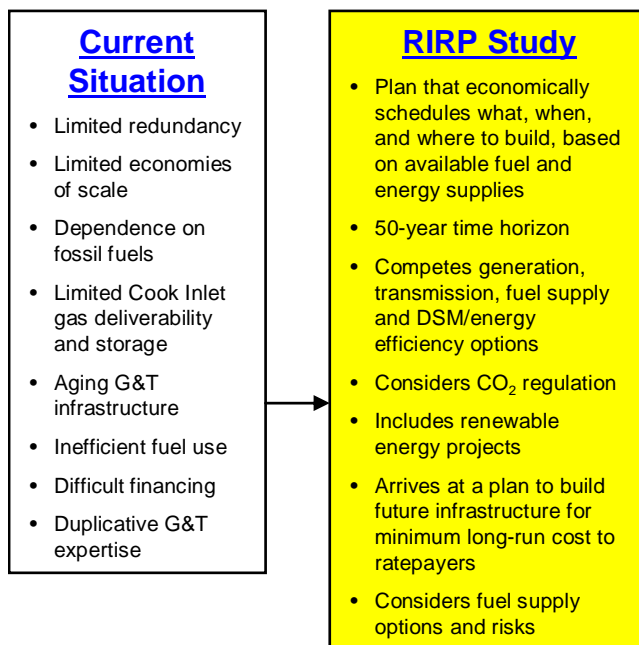 Current
Situation
• Limited redundancy
• Limited economies
of scale
• Dependence on
fossil fuels
• Limited Cook Inlet
gas deliverability
and storage
• Aging G&T
infrastructure
• Inefficient fuel use
• Difficult financing
• Duplicative G&T
expertise
RIRP Study
• Plan that economically
schedules what, when,
and where to build, based
on available fuel and
energy supplies
• 50-year time horizon
• Competes generation,
transmission, fuel supply
and DSM/energy
efficiency options
• Considers CO₂ regulation
• Includes renewable
energy projects
• Arrives at a plan to build
future infrastructure for
minimum long-run cost to
ratepayers
• Considers fuel supply
options and risks